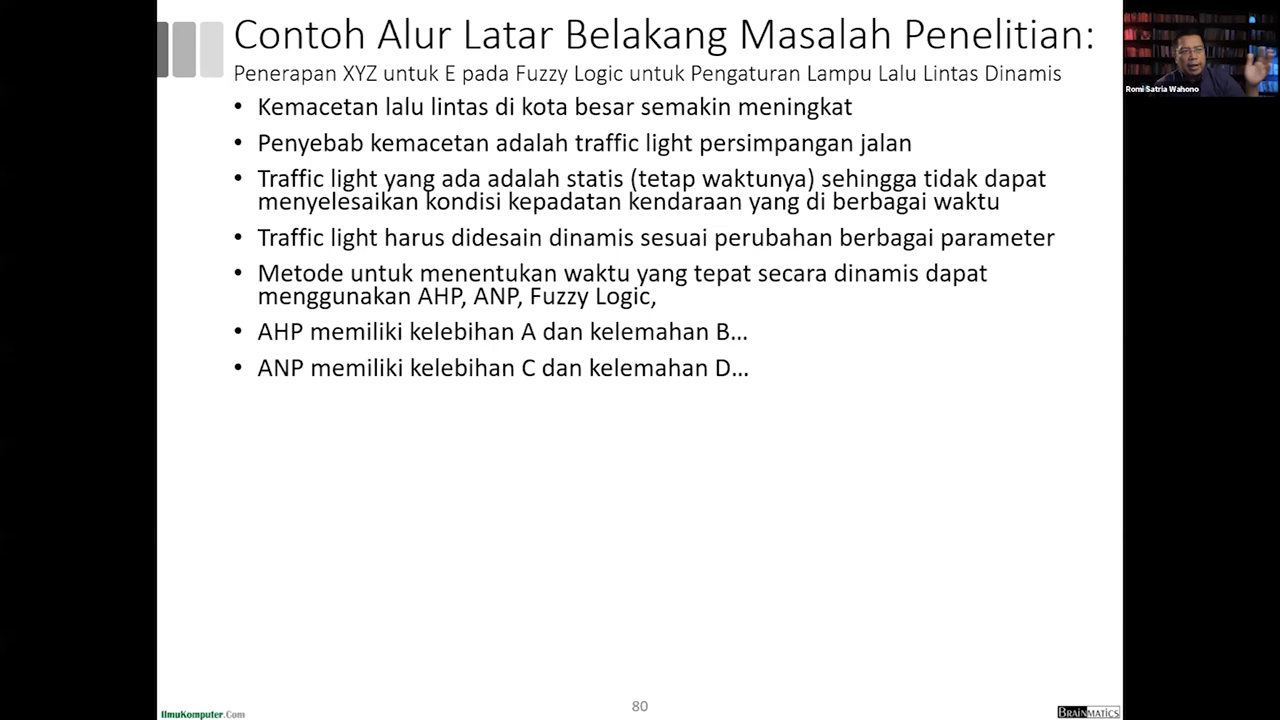 Contoh Alur Latar Belakang Masalah Penelitian:
Penerapan XYZ untuk E pada Fuzzy Logic untuk Pengaturan Lampu Lalu Lintas Dinamis
• Kemacetan lalu lintas di kota besar semakin meningkat
• Penyebab kemacetan adalah traffic light persimpangan jalan
• Traffic light yang ada adalah statis (tetap waktunya) sehingga tidak dapat
menyelesaikan kondisi kepadatan kendaraan yang di berbagai waktu
• Traffic light harus didesain dinamis sesuai perubahan berbagai parameter
• Metode untuk menentukan waktu yang tepat secara dinamis dapat
menggunakan AHP, ANP, Fuzzy Logic,
• AHP memiliki kelebihan A dan kelemahan B...
• ANP memiliki kelebihan C dan kelemahan D...
Romi Satria Wahono
IlmuKomputer.Com
80
BRAINMATICS